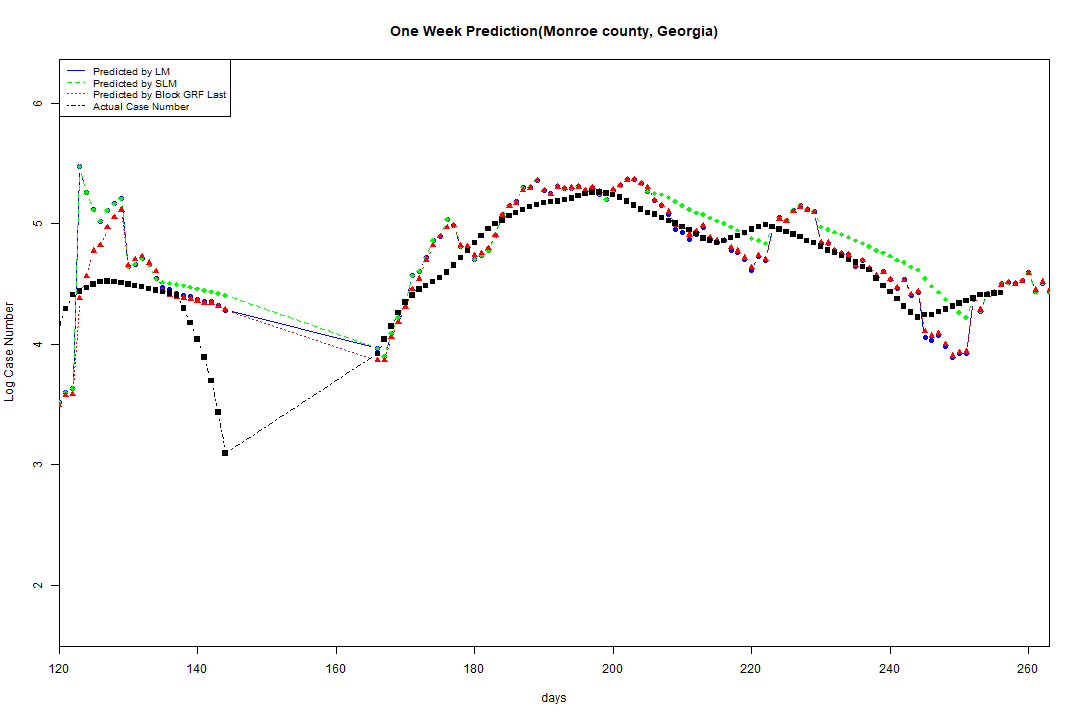 One Week Prediction(Monroe county, Georgia)
Predicted by LM
Predicted by SLM
Predicted by Block GRF Last
Actual Case Number
6
5
4
3
2
Log Case Number
120 140 160 180 200 220 240 260
days